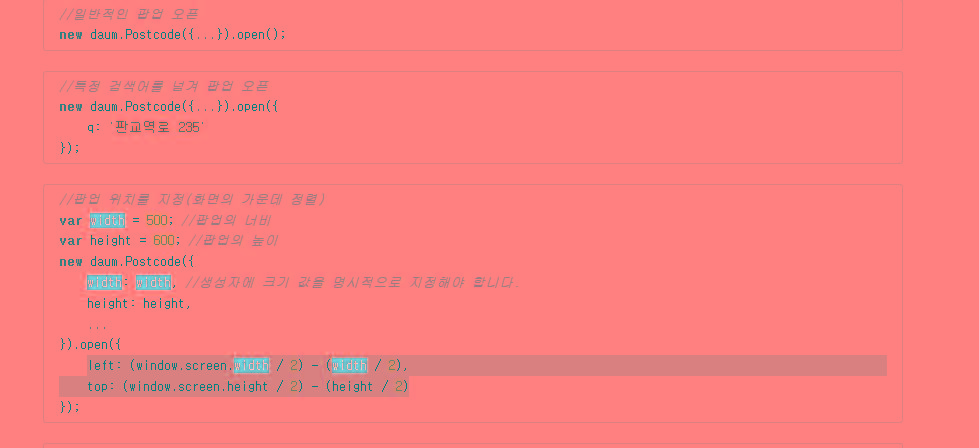 //일반적인 팝업 오픈
new daum.Postcode({...}).open();
//특정 검색어를 넘겨 팝업 오픈
new daum.Postcode({...}).open({
q: '판교역로 235'
});
//팝업 위치를 지정(화면의 가운데 정렬)
var width = 500; //팝업의 너비
var height = 600; //팝업의 높이
new daum.Postcode({
width: width, //생성자에 크기 값을 명시적으로 지정해야 합니다.
height: height,
...
}).open({
left: (window.screen.width / 2) - (width / 2),
top: (window.screen.height / 2) - (height / 2)
});